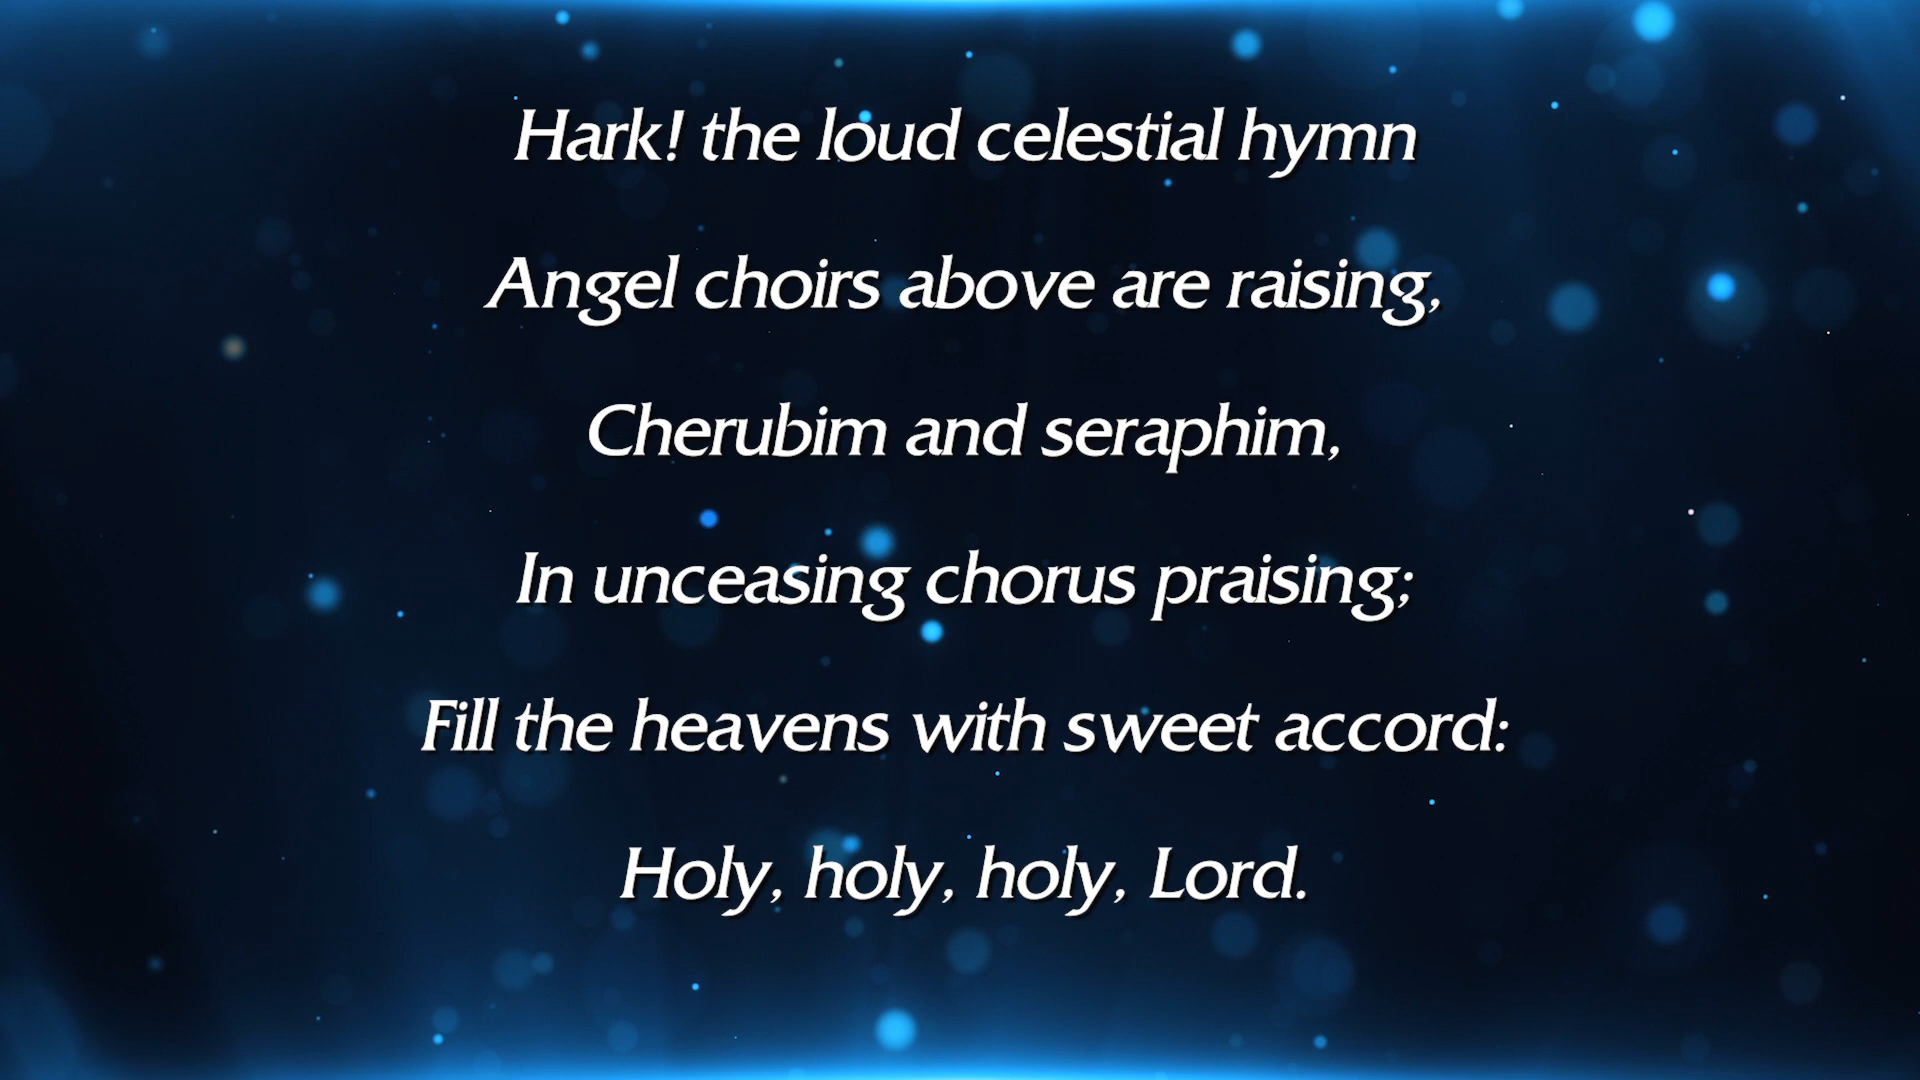 Hark! the loud celestial hymn
Angel choirs above are raising,
Cherubim and seraphim,
In unceasing chorus praising;
Fill the heavens with sweet accord:
Holy, holy, holy, Lord.